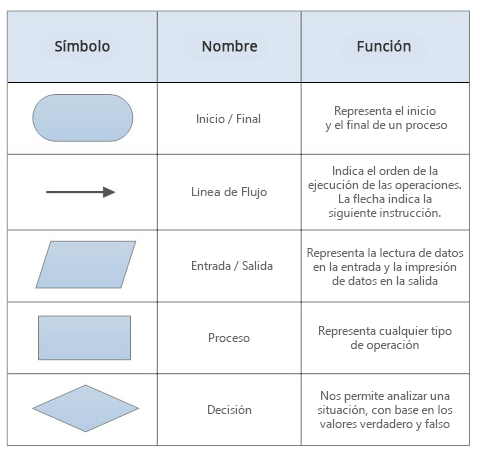 Símbolo
Nombre
Función
Inicio / Final
Representa el inicio
y el final de un proceso
Linea de Flujo
Indica el orden de la
ejecución de las operaciones.
La flecha indica la
siguiente instrucción.
Entrada / Salida
Representa la lectura de datos
en la entrada y la impresión
de datos en la salida
Proceso
Representa cualquier tipo
de operación
Decisión
Nos permite analizar una
situación, con base en los
valores verdadero y falso